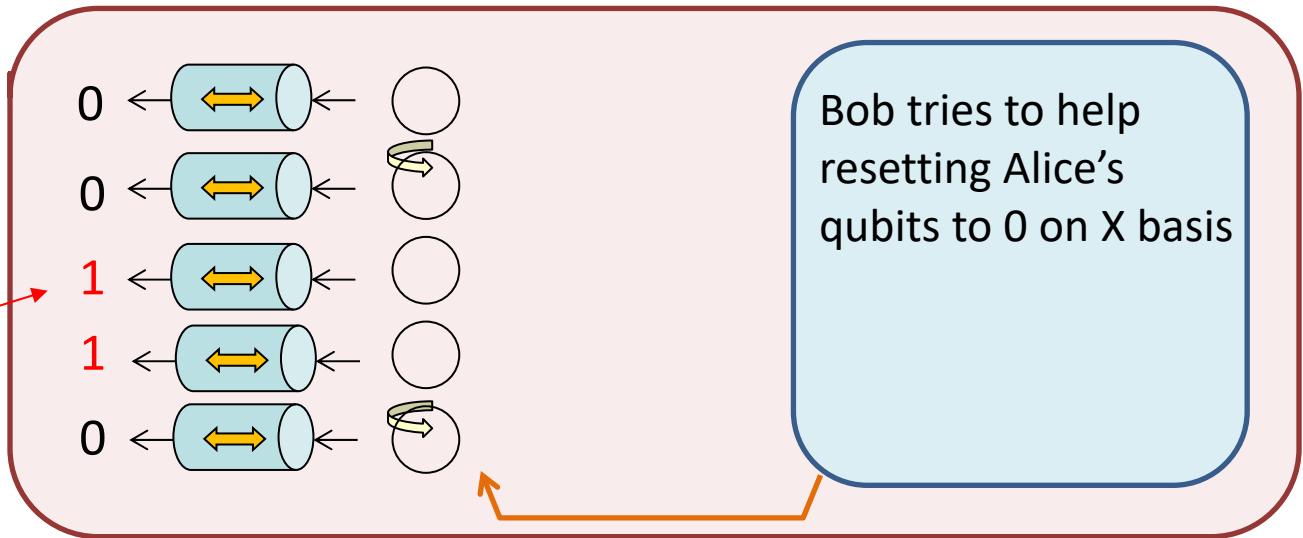 0
0
1
1
0
Bob tries to help
resetting Alice’s
qubits to 0 on X basis